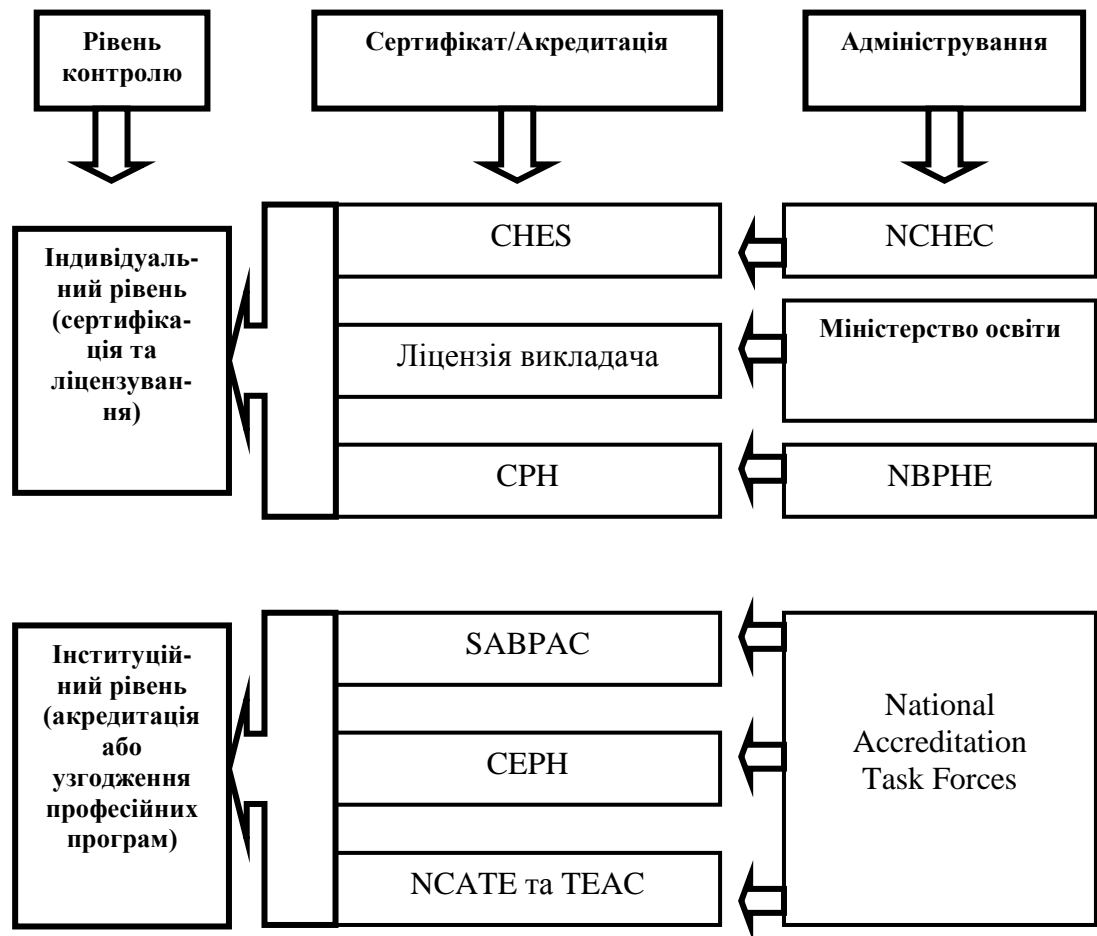 Рівень
контролю
Сертифікат/Акредитація
Адміністрування
Індивідуаль-
ний рівень
(сертифіка-
ція та
ліцензуван-
ня)
CHES
NCHEC
Ліцензія викладача
Міністерство освіти
CPH
NBPHE
Інституцій-
ний рівень
(акредитація
або
узгодження
професійних
програм)
SABPAC
CEPH
NCATE та TEAC
National
Accreditation
Task Forces